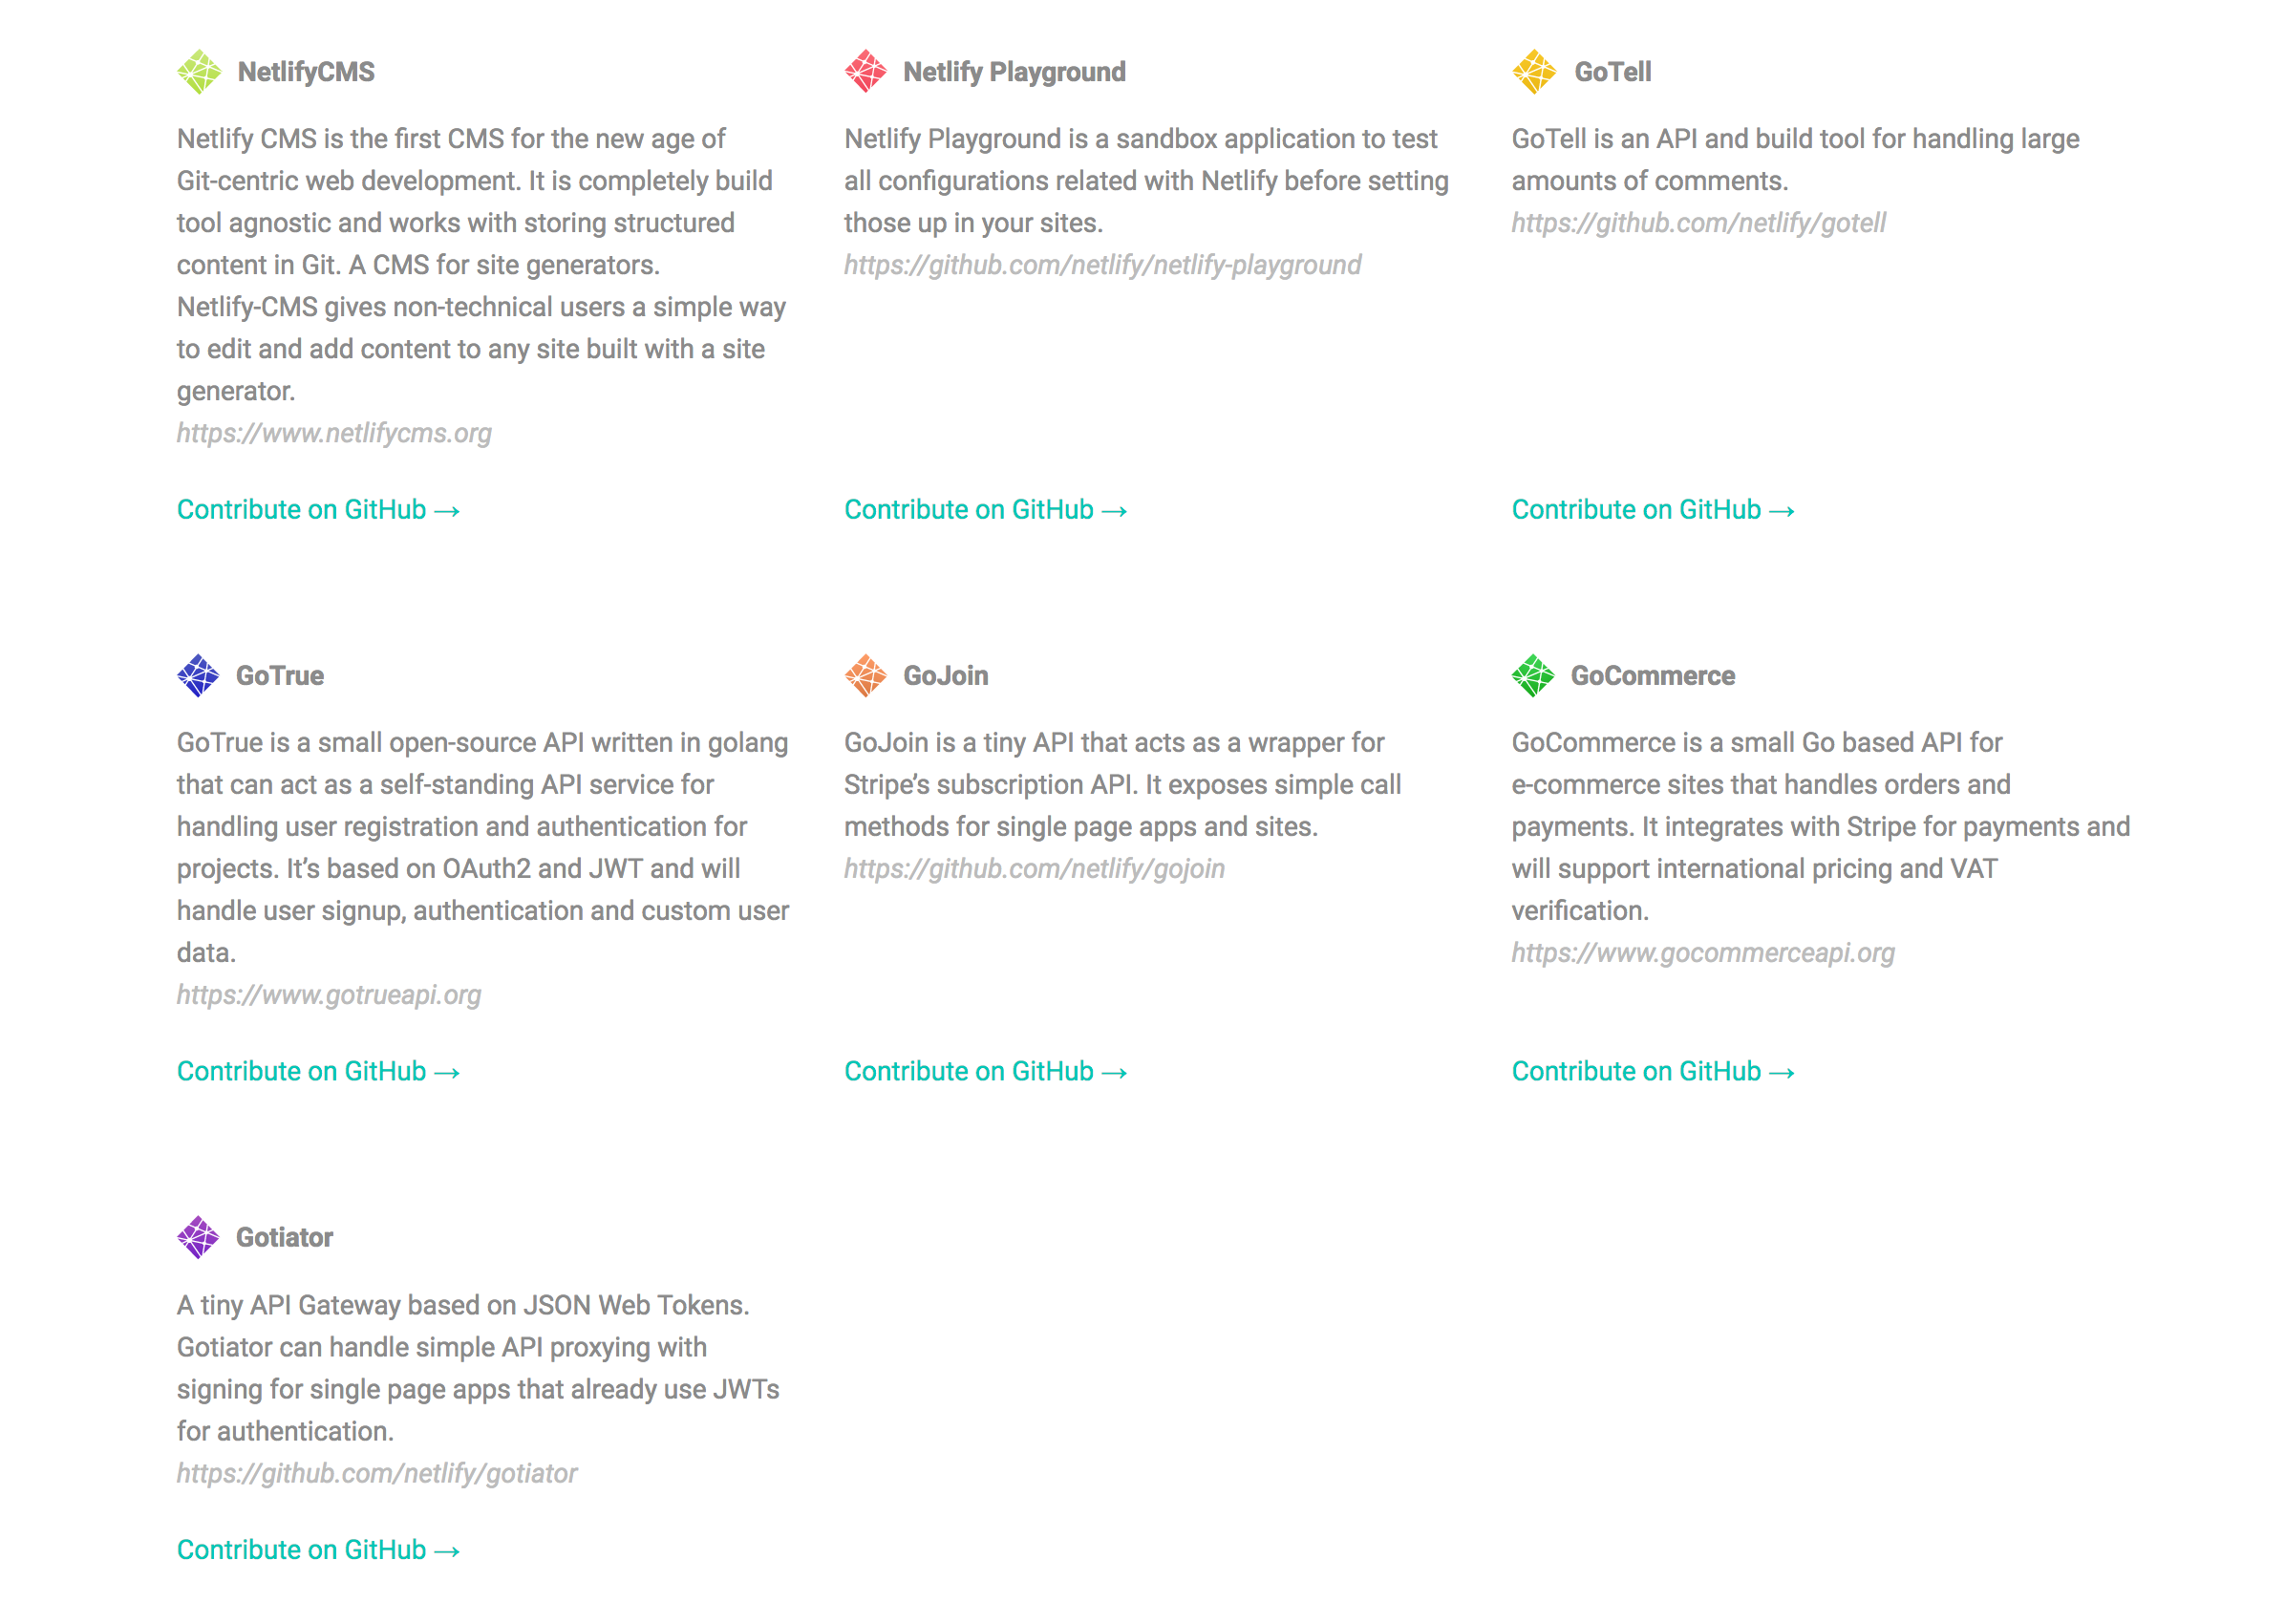 NetlifyCMS
Netlify CMS is the first CMS for the new age of
Git-centric web development. It is completely build
tool agnostic and works with storing structured
content in Git. A CMS for site generators.
Netlify-CMS gives non-technical users a simple way
to edit and add content to any site built with a site
generator.
https://www.netlifycms.org
Contribute on GitHub →
Netlify Playground
Netlify Playground is a sandbox application to test
all configurations related with Netlify before setting
those up in your sites.
https://github.com/netlify/netlify-playground
Contribute on GitHub →
GoTell
GoTell is an API and build tool for handling large
amounts of comments.
https://github.com/netlify/gotell
Contribute on GitHub →
GoTrue
GoTrue is a small open-source API written in golang
that can act as a self-standing API service for
handling user registration and authentication for
projects. It’s based on OAuth2 and JWT and will
handle user signup, authentication and custom user
data.
https://www.gotrueapi.org
Contribute on GitHub →
GoJoin
GoJoin is a tiny API that acts as a wrapper for
Stripe’s subscription API. It exposes simple call
methods for single page apps and sites.
https://github.com/netlify/gojoin
Contribute on GitHub →
GoCommerce
GoCommerce is a small Go based API for
e-commerce sites that handles orders and
payments. It integrates with Stripe for payments and
will support international pricing and VAT
verification.
https://www.gocommerceapi.org
Contribute on GitHub →
Gotiator
A tiny API Gateway based on JSON Web Tokens.
Gotiator can handle simple API proxying with
signing for single page apps that already use JWTs
for authentication.
https://github.com/netlify/gotiator
Contribute on GitHub →